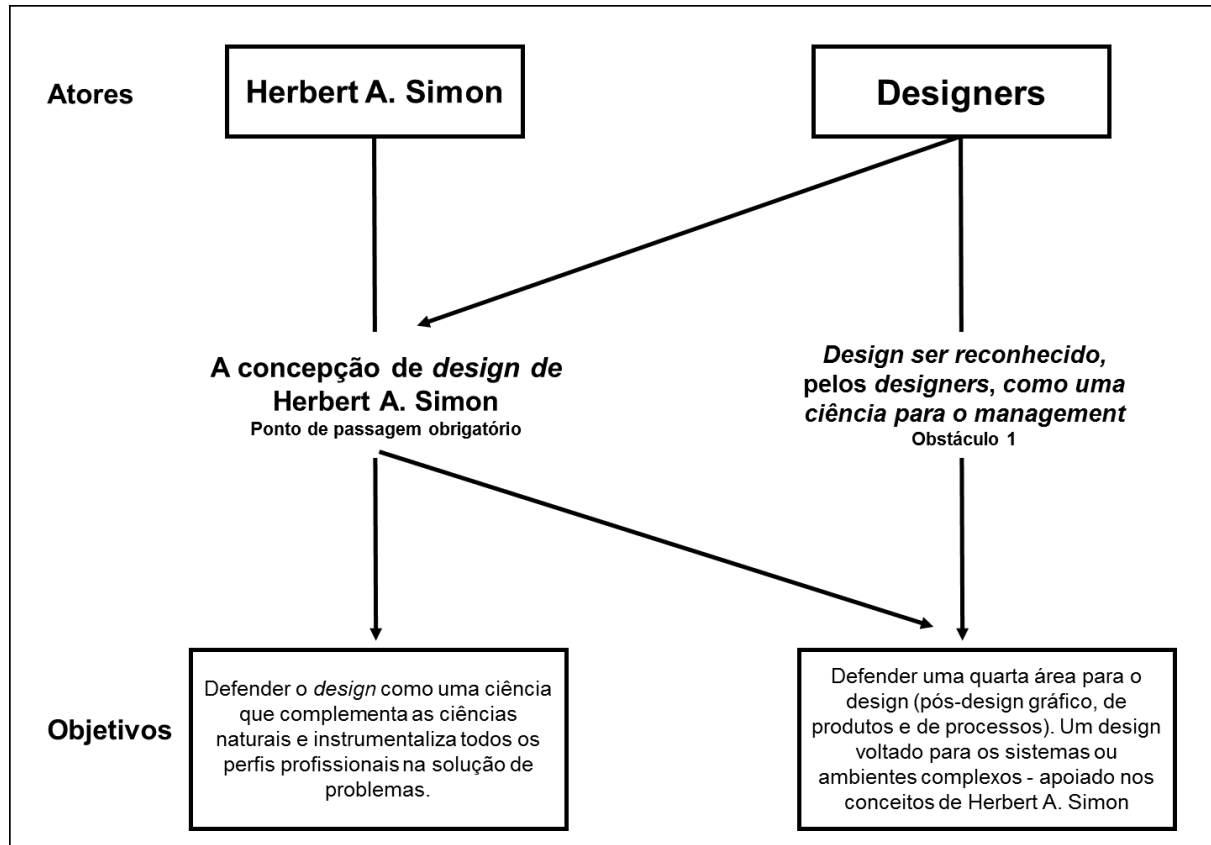 Atores
Herbert A. Simon
Designers
A concepção de design de
Herbert A. Simon
Ponto de passagem obrigatório
Design ser reconhecido,
pelos designers, como uma
ciência para o management
Obstáculo 1
Objetivos
Defender o design como uma ciência
que complementa as ciências
naturais e instrumentaliza todos os
perfis profissionais na solução de
problemas.
Defender uma quarta área para o
design (pós-design gráfico, de
produtos e de processos). Um design
voltado para os sistemas ou
ambientes complexos - apoiado nos
conceitos de Herbert A. Simon